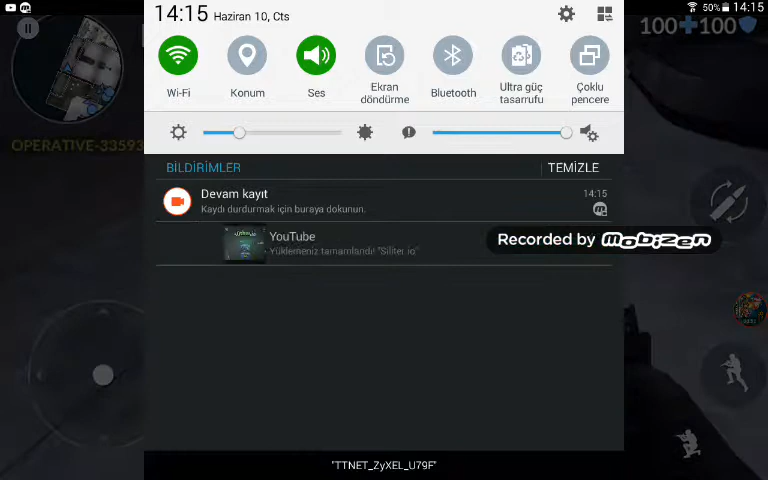 14:15 Haziran 10, Cts
50% 14:15
100 100
Wi-Fi
Konum
Ses
Ekran
döndürme
Bluetooth
Ultra güç
tasarrufu
Çoklu
pencere
OPERATIVE-33593
BİLDİRİMLER
TEMİZLE
Devam kayıt
14:15
Kaydı durdurmak için buraya dokunun.
YouTube
Yüklemeniz tamamlandı! "Siliter io"
Recorded by mobizen
"TTNET_ZyXEL_U79F"